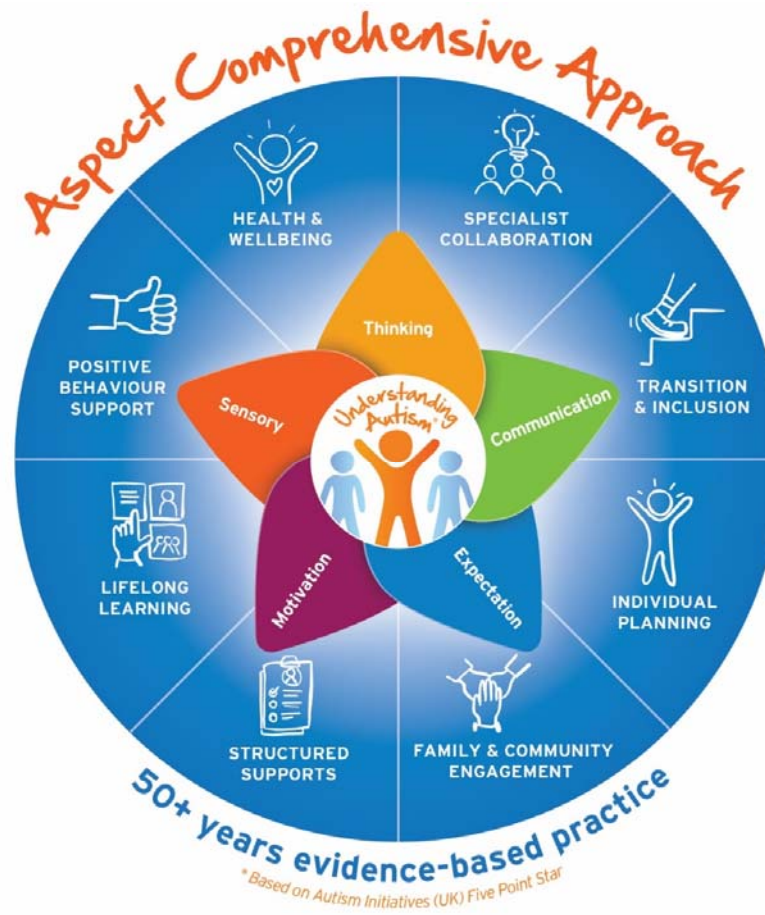 Aspect Comprehensive Approach
HEALTH &
WELLBEING
SPECIALIST
COLLABORATION
POSITIVE
BEHAVIOUR
SUPPORT
TRANSITION
& INCLUSION
LIFELONG
LEARNING
INDIVIDUAL
PLANNING
STRUCTURED
SUPPORTS
FAMILY & COMMUNITY
ENGAGEMENT
Thinking
Sensory
Communication
Motivation
Expectation
Understanding
Autism*
50+ years evidence-based practice
* Based on Autism Initiatives (UK) Five Point Star